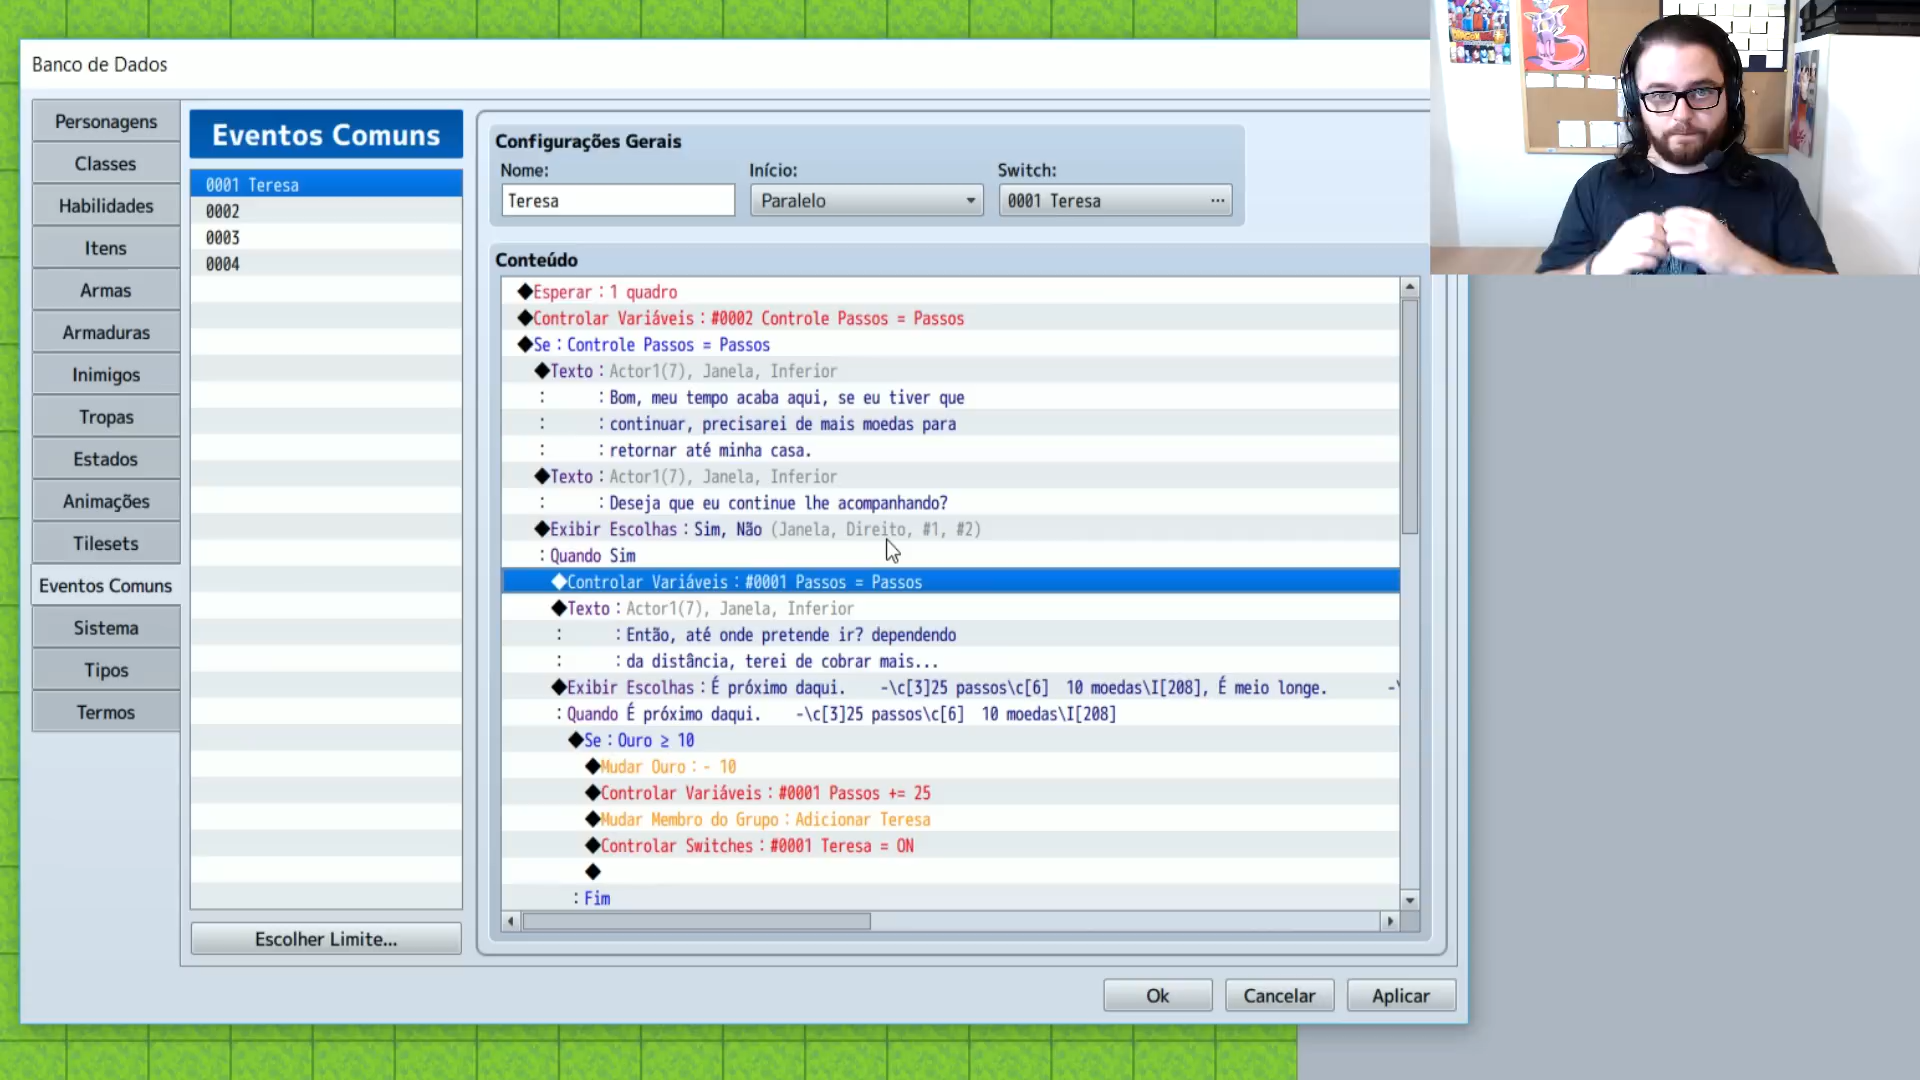 Banco de Dados
Personagens
Classes
Habilidades
Itens
Armas
Armaduras
Inimigos
Tropas
Estados
Animações
Tilesets
Eventos Comuns
Sistema
Tipos
Termos
Eventos Comuns
0001 Teresa
0002
0003
0004
Escolher Limite...
Configurações Gerais
Nome: Início: Switch:
Teresa Paralelo 0001 Teresa ...
Conteúdo
◆Esperar：1 quadro
◆Controlar Variáveis：#0002 Controle Passos = Passos
◆Se：Controle Passos = Passos
◆Texto：Actor1(7), Janela, Inferior
: ：Bom, meu tempo acaba aqui, se eu tiver que
: ：continuar, precisarei de mais moedas para
: ：retornar até minha casa.
◆Texto：Actor1(7), Janela, Inferior
: ：Deseja que eu continue lhe acompanhando?
◆Exibir Escolhas：Sim, Não (Janela, Direito, #1, #2)
：Quando Sim
◆Controlar Variáveis：#0001 Passos = Passos
◆Texto：Actor1(7), Janela, Inferior
: ：Então, até onde pretende ir? dependendo
: ：da distância, terei de cobrar mais...
◆Exibir Escolhas：É próximo daqui. -\c[3]25 passos\c[6] 10 moedas\I[208], É meio longe. -\
：Quando É próximo daqui. -\c[3]25 passos\c[6] 10 moedas\I[208]
◆Se：Ouro ≥ 10
◆Mudar Ouro：- 10
◆Controlar Variáveis：#0001 Passos += 25
◆Mudar Membro do Grupo：Adicionar Teresa
◆Controlar Switches：#0001 Teresa = ON
◆
：Fim
Ok Cancelar Aplicar